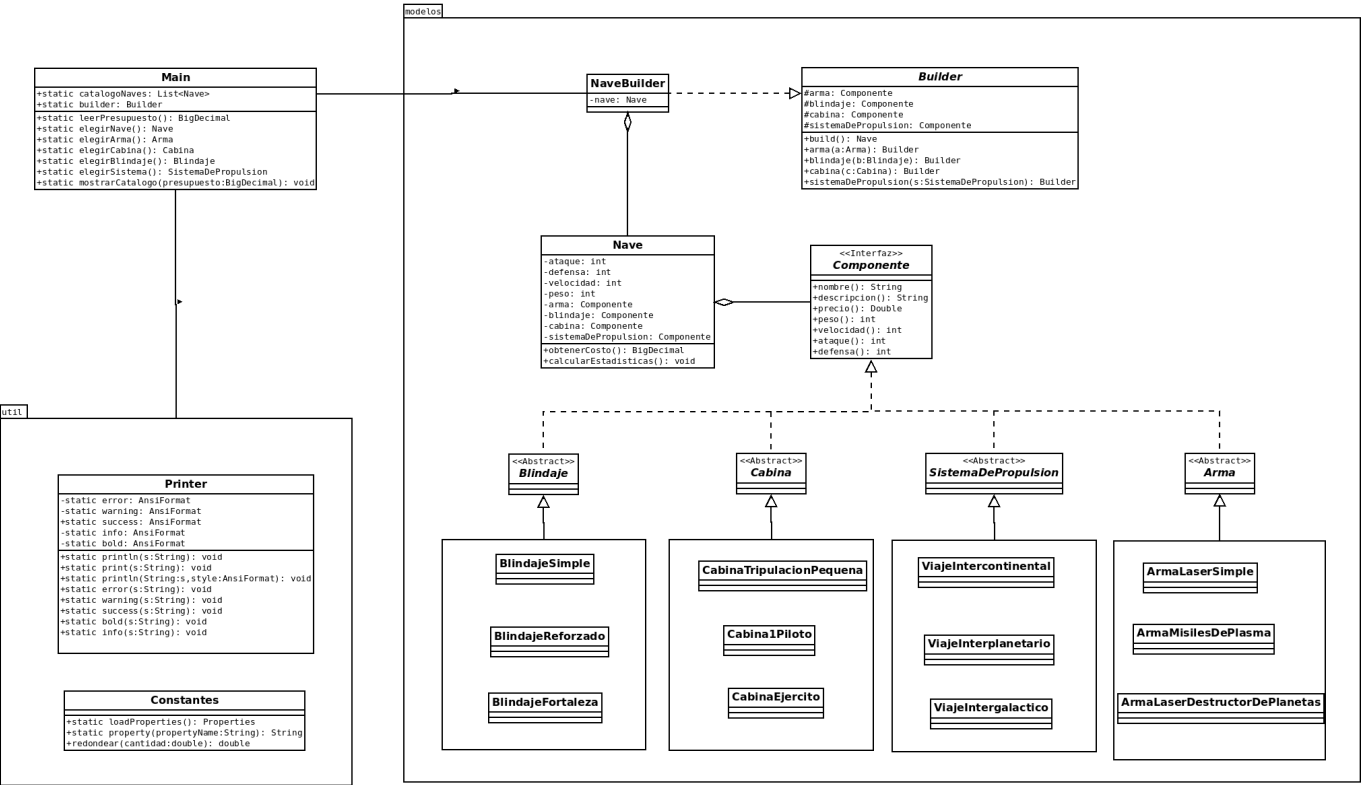 modelos
Main
+static catalogoNaves: List<Nave>
+static builder: Builder
+static leerPresupuesto(): BigDecimal
+static elegirNave(): Nave
+static elegirArma(): Arma
+static elegirCabina(): Cabina
+static elegirBlindaje(): Blindaje
+static elegirSistema(): SistemaDePropulsion
+static mostrarCatalogo(presupuesto:BigDecimal): void
NaveBuilder
-nave: Nave
Builder
#arma: Componente
#blindaje: Componente
#cabina: Componente
#sistemaDePropulsion: Componente
+build(): Nave
+arma(a:Arma): Builder
+blindaje(b:Blindaje): Builder
+cabina(c:Cabina): Builder
+sistemaDePropulsion(s:SistemaDePropulsion): Builder
Nave
-ataque: int
-defensa: int
-velocidad: int
-peso: int
-arma: Componente
-blindaje: Componente
-cabina: Componente
-sistemaDePropulsion: Componente
+obtenerCosto(): BigDecimal
+calcularEstadisticas(): void
<<Interfaz>>
Componente
+nombre(): String
+descripcion(): String
+precio(): Double
+peso(): int
+velocidad(): int
+ataque(): int
+defensa(): int
util
Printer
-static error: AnsiFormat
-static warning: AnsiFormat
+static success: AnsiFormat
-static info: AnsiFormat
-static bold: AnsiFormat
+static println(s:String): void
+static print(s:String): void
+static println(String:s,style:AnsiFormat): void
+static error(s:String): void
+static warning(s:String): void
+static success(s:String): void
+static bold(s:String): void
+static info(s:String): void
Constantes
+static loadProperties(): Properties
+static property(propertyName:String): String
+redondear(cantidad:double): double
<<Abstract>>
Blindaje
<<Abstract>>
Cabina
<<Abstract>>
SistemaDePropulsion
<<Abstract>>
Arma
BlindajeSimple
BlindajeReforzado
BlindajeFortaleza
CabinaTripulacionPequena
Cabina1Piloto
CabinaEjercito
ViajeIntercontinental
ViajeInterplanetario
ViajeIntergalactico
ArmaLaserSimple
ArmaMisilesDePlasma
ArmaLaserDestructorDePlanetas